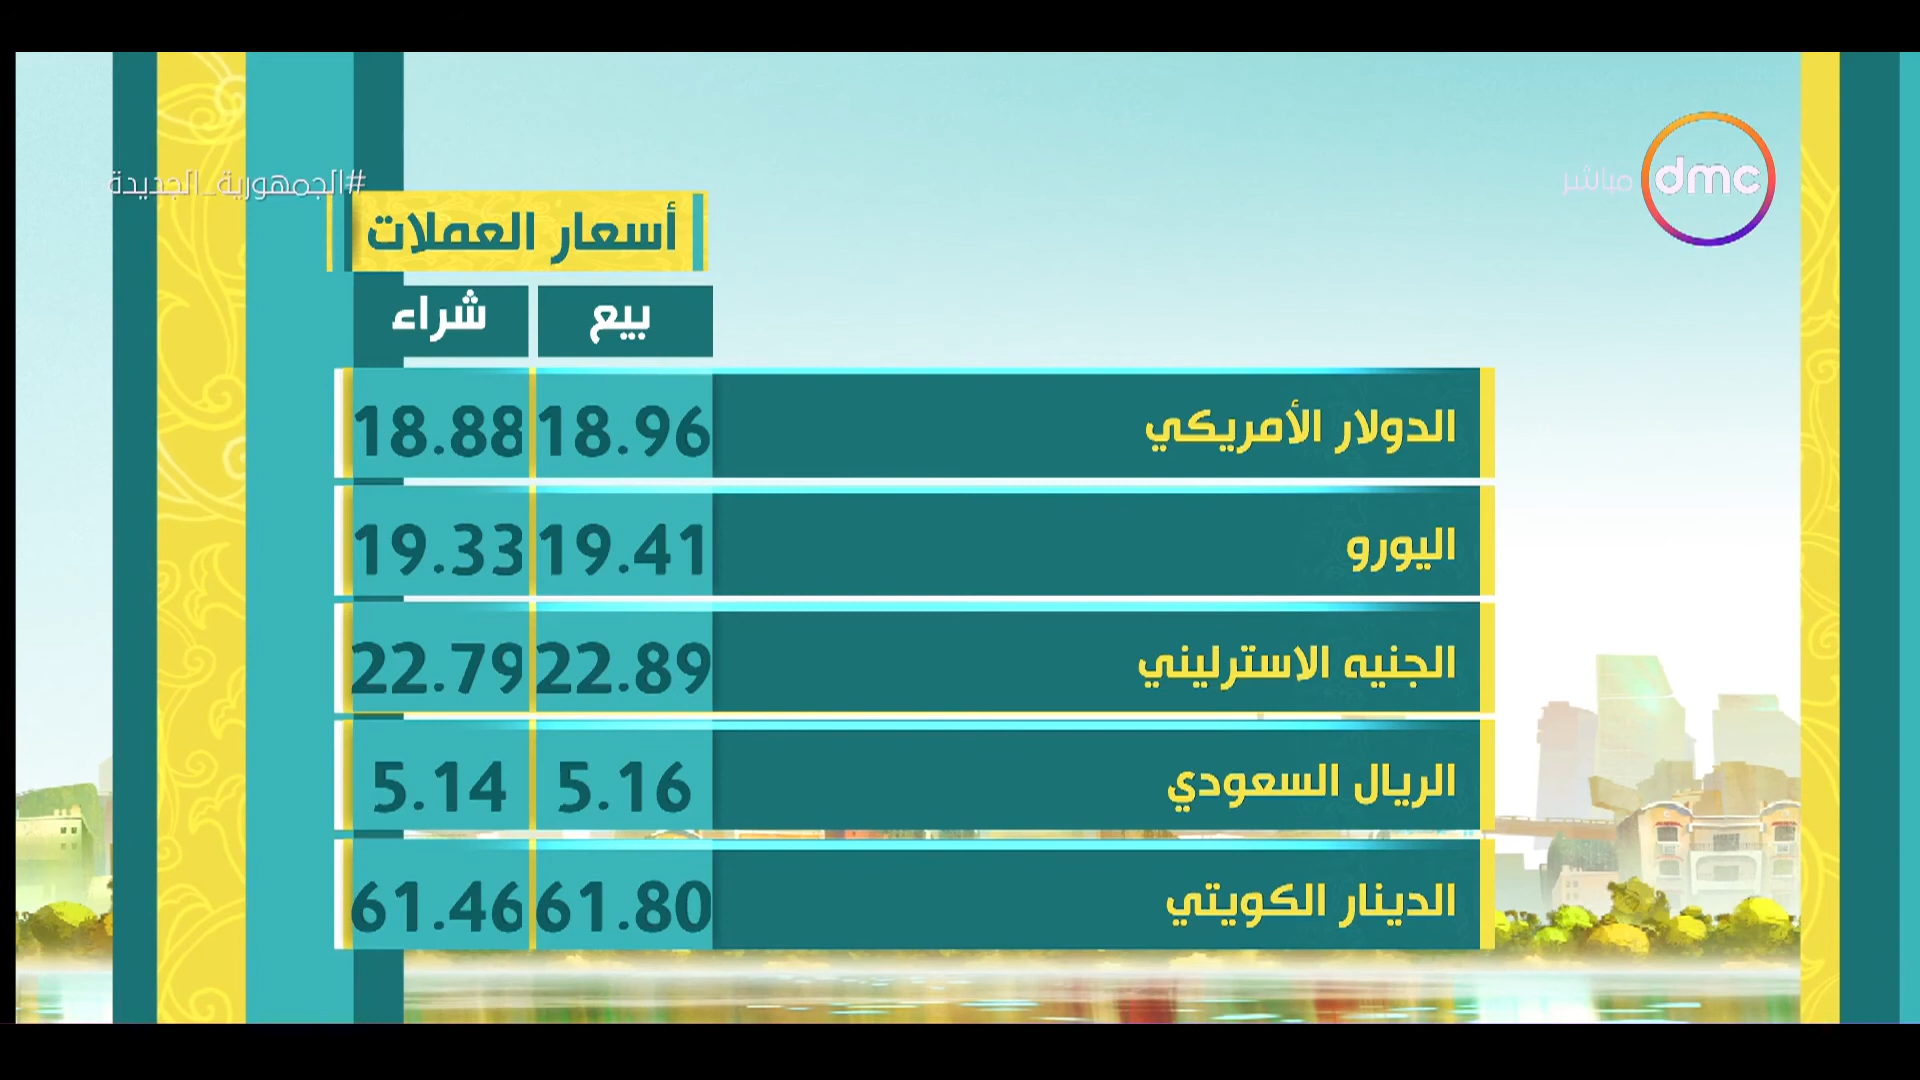 dmc مباشر
#الجمهورية_الجديدة
أسعار العملات
بيع شراء
الدولار الأمريكي 18.96 18.88
اليورو 19.41 19.33
الجنيه الاسترليني 22.89 22.79
الريال السعودي 5.16 5.14
الدينار الكويتي 61.80 61.46